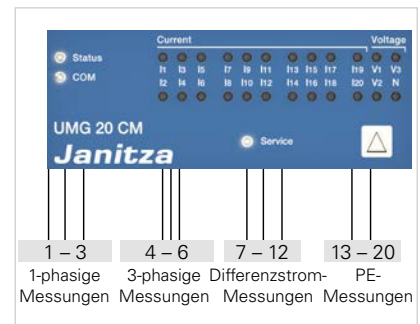 Current Voltage
Status
COM
I1 I3 I5 I7 I9 I11 I13 I15 I17 I19 V1 V3
I2 I4 I6 I8 I10 I12 I14 I16 I18 I20 V2 N
UMG 20 CM
Janitza
Service
1 – 3 4 – 6 7 – 12 13 – 20
1-phasige 3-phasige Differenzstrom- PE-
Messungen Messungen Messungen Messungen